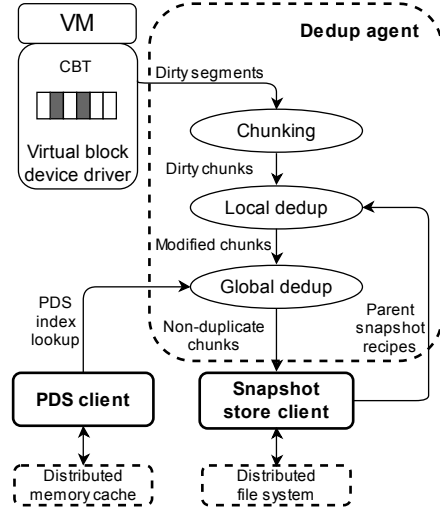 VM
Dedup agent
CBT
Virtual block
device driver
Dirty segments
Chunking
Dirty chunks
Local dedup
Modified chunks
Global dedup
PDS
index
lookup
Non-duplicate
chunks
Parent
snapshot
recipes
PDS client
Snapshot
store client
Distributed
memory cache
Distributed
file system